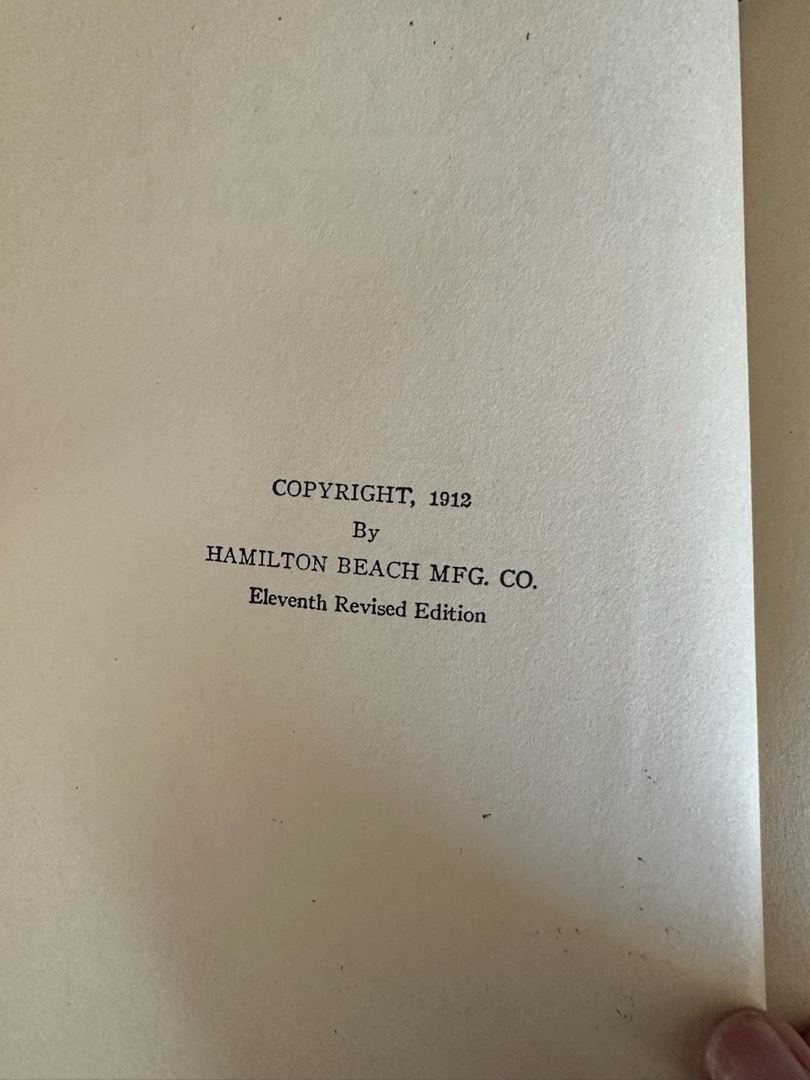 COPYRIGHT, 1912
By
HAMILTON BEACH MFG. CO.
Eleventh Revised Edition